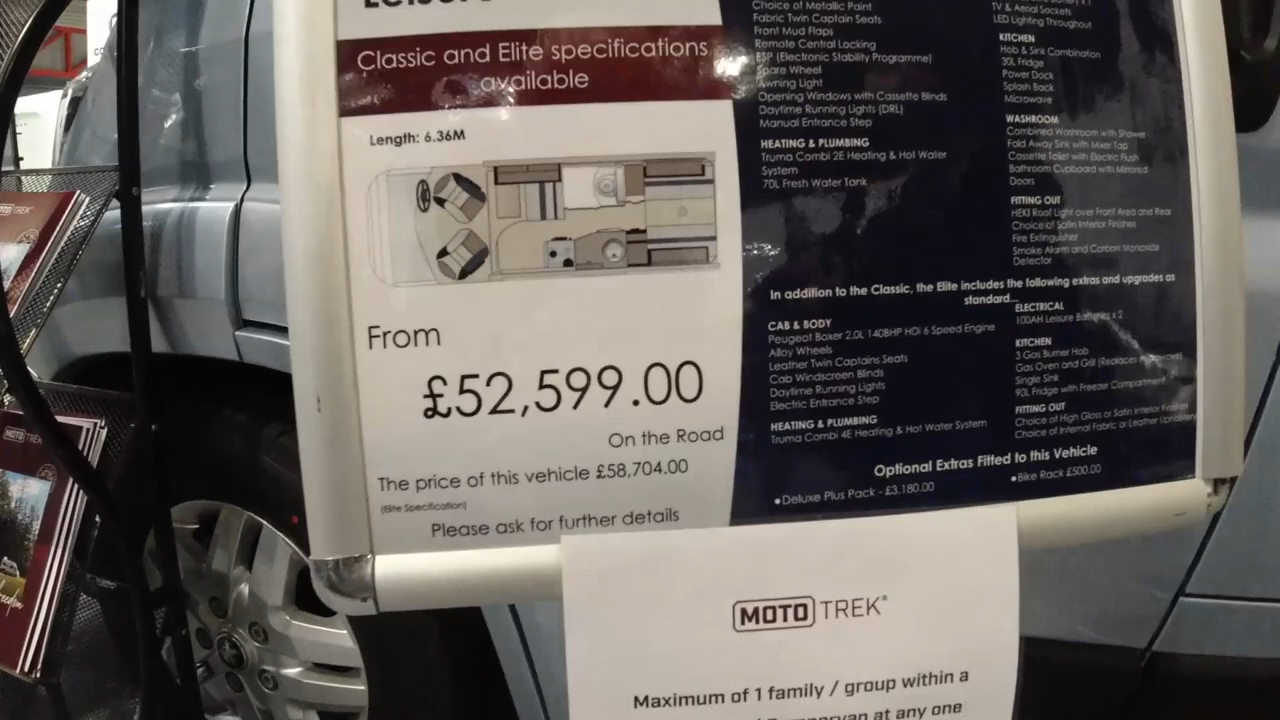 Classic and Elite specifications
available
Length: 6.36M
From
£52,599.00
On the Road
The price of this vehicle £58,704.00
(Elite Specification)
Please ask for further details
Choice of Metallic Paint
Fabric Twin Captain Seats
Front Mud Flaps
Remote Central Locking
ESP (Electronic Stability Programme)
Spare Wheel
Awning Light
Opening Windows with Cassette Blinds
Daytime Running Lights (DRL)
Manual Entrance Step
HEATING & PLUMBING
Truma Combi 2E Heating & Hot Water
System
70L Fresh Water Tank
TV & Aerial Sockets
LED Lighting Throughout
KITCHEN
Hob & Sink Combination
30L Fridge
Power Dock
Splash Back
Microwave
WASHROOM
Combined Washroom with Shower
Fold Away Sink with Mixer Tap
Cassette Toilet with Electric Flush
Bathroom Cupboard with Mirrored
Doors
FITTING OUT
HEKI Roof Light over Front Area and Rear
Choice of Satin Interior Finishes
Fire Extinguisher
Smoke Alarm and Carbon Monoxide
Detector
In addition to the Classic, the Elite includes the following extras and upgrades as
standard...
CAB & BODY
Peugeot Boxer 2.0L 140BHP HDi 6 Speed Engine
Alloy Wheels
Leather Twin Captains Seats
Cab Windscreen Blinds
Daytime Running Lights
Electric Entrance Step
HEATING & PLUMBING
Truma Combi 4E Heating & Hot Water System
ELECTRICAL
100AH Leisure Batteries x 2
KITCHEN
3 Gas Burner Hob
Gas Oven and Grill (Replaces Microwave)
Single Sink
90L Fridge with Freezer Compartment
FITTING OUT
Choice of High Gloss or Satin Interior Finishes
Choice of Internal Fabric or Leather Upholstery
Optional Extras Fitted to this Vehicle
•Deluxe Plus Pack - £3,180.00
•Bike Rack £500.00
MOTO TREK®
Maximum of 1 family / group within a
at any one
MOTO TREK
MOTO TREK